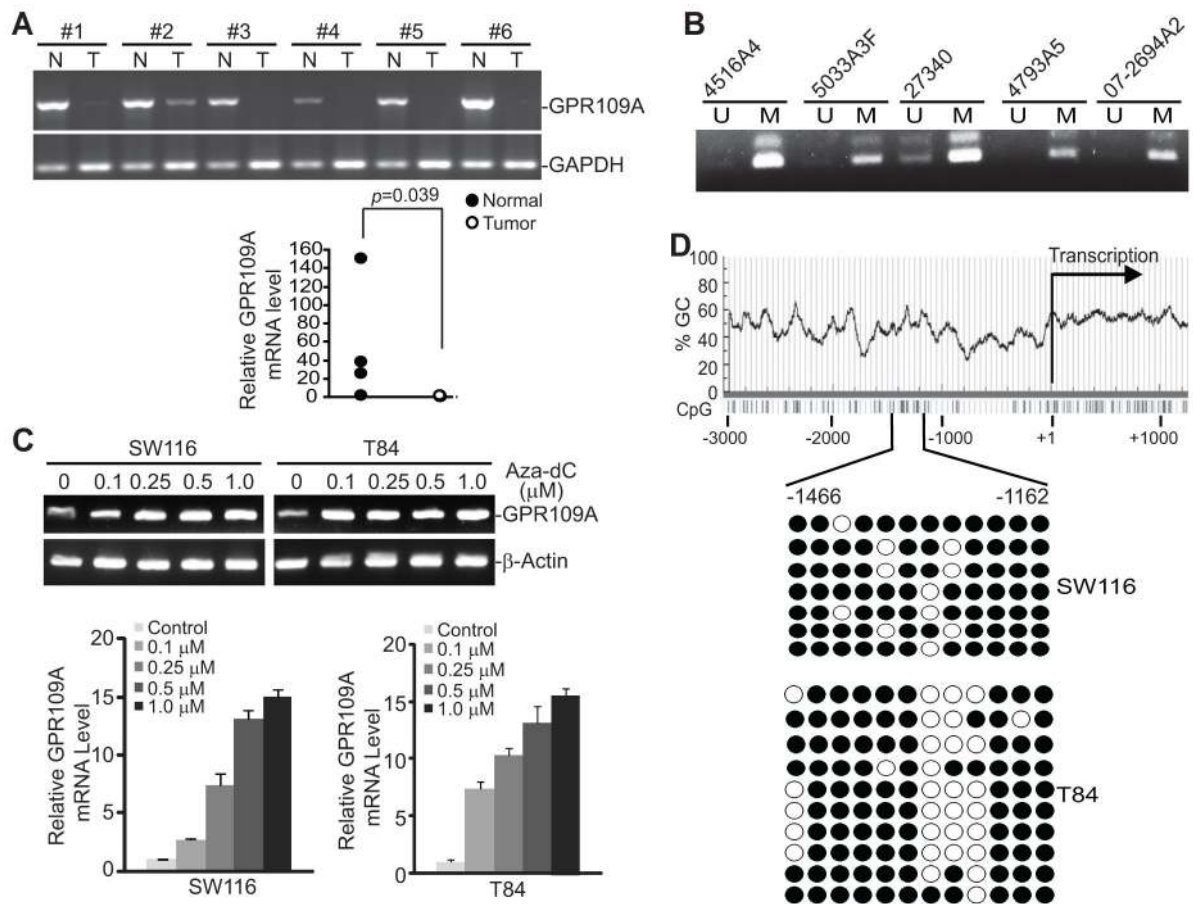 A
#1 #2 #3 #4 #5 #6
N T N T N T N T N T N T
-GPR109A
-GAPDH
p=0.039
Normal
Tumor
Relative GPR109A
mRNA level
160
140
120
100
80
60
40
20
0
B
4516A4 5033A3F 27340 4793A5 07-2694A2
U M U M U M U M U M
C
SW116 T84
0 0.1 0.25 0.5 1.0 0 0.1 0.25 0.5 1.0
Aza-dC
(μM)
-GPR109A
-β-Actin
Relative GPR109A
mRNA Level
20
15
10
5
0
Control
0.1 μM
0.25 μM
0.5 μM
1.0 μM
SW116
Relative GPR109A
mRNA Level
20
15
10
5
0
Control
0.1 μM
0.25 μM
0.5 μM
1.0 μM
T84
D
Transcription
% GC
100
80
60
40
20
0
CpG
-3000 -2000 -1000 +1 +1000
-1466 -1162
SW116
T84